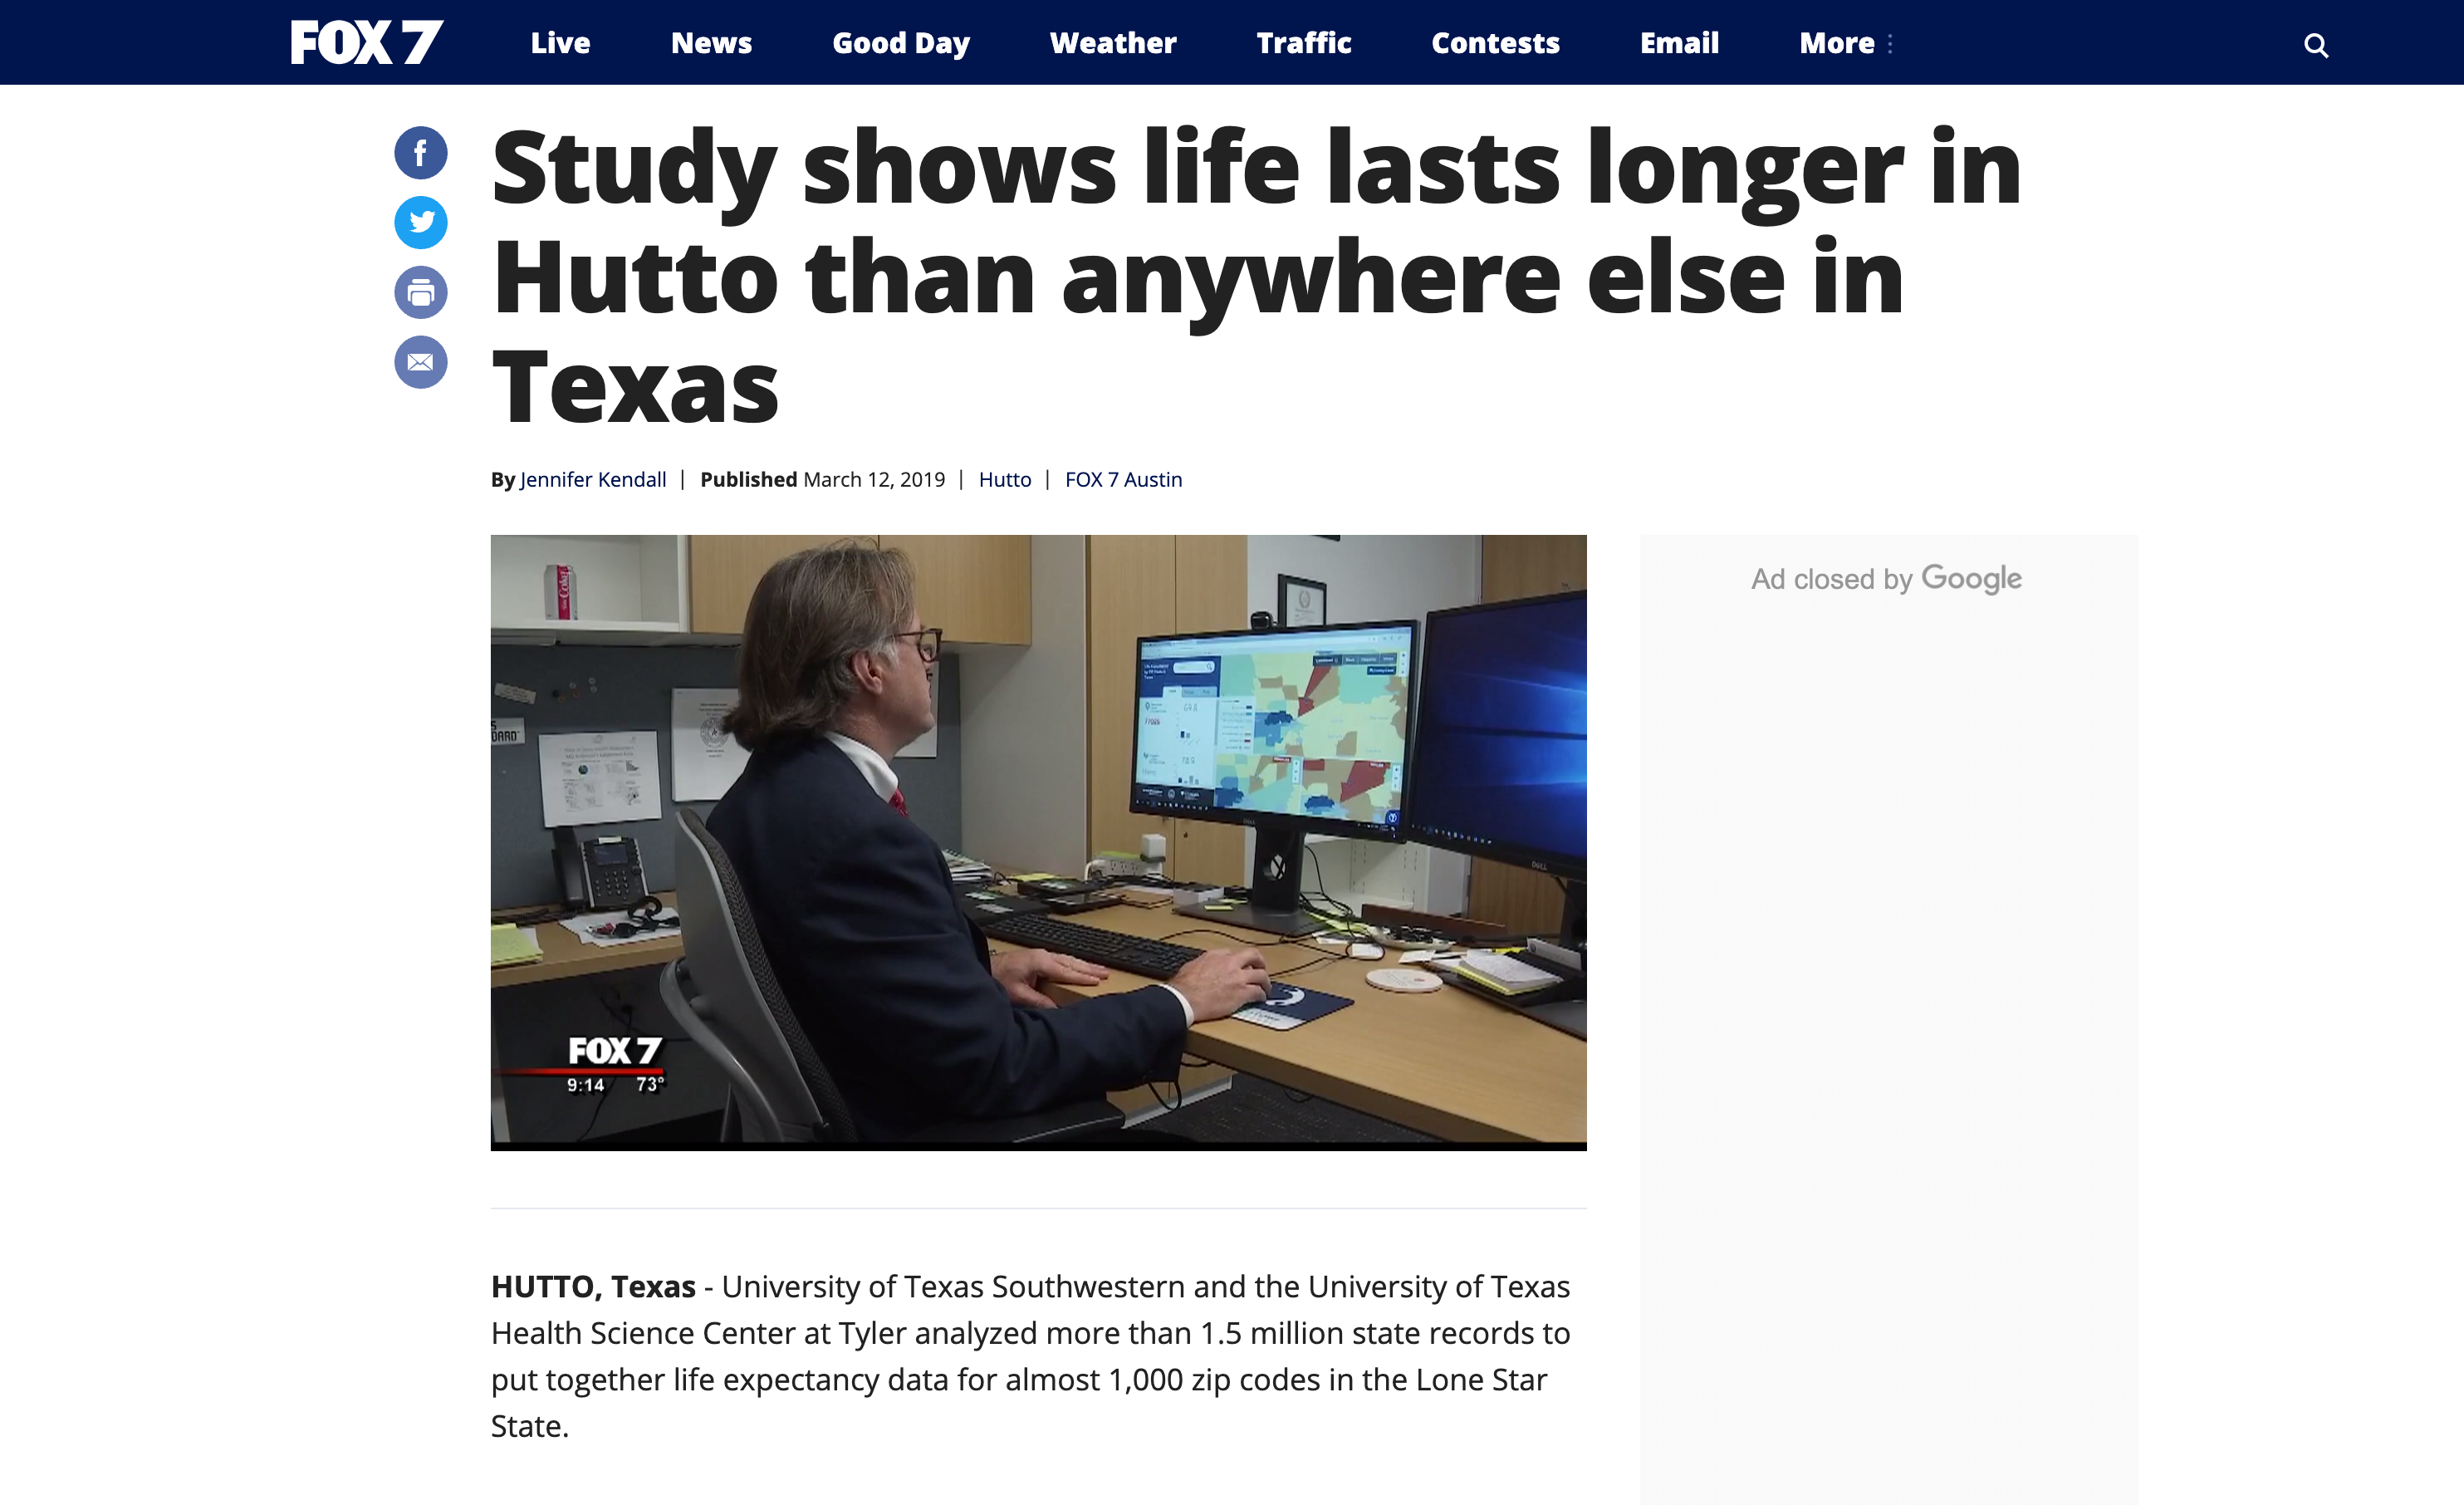 FOX 7 Live News Good Day Weather Traffic Contests Email More
Study shows life lasts longer in
Hutto than anywhere else in
Texas
By Jennifer Kendall | Published March 12, 2019 | Hutto | FOX 7 Austin
Ad closed by Google
Coke
FOX 7
9:14 73°
DELL
HUTTO, Texas - University of Texas Southwestern and the University of Texas
Health Science Center at Tyler analyzed more than 1.5 million state records to
put together life expectancy data for almost 1,000 zip codes in the Lone Star
State.